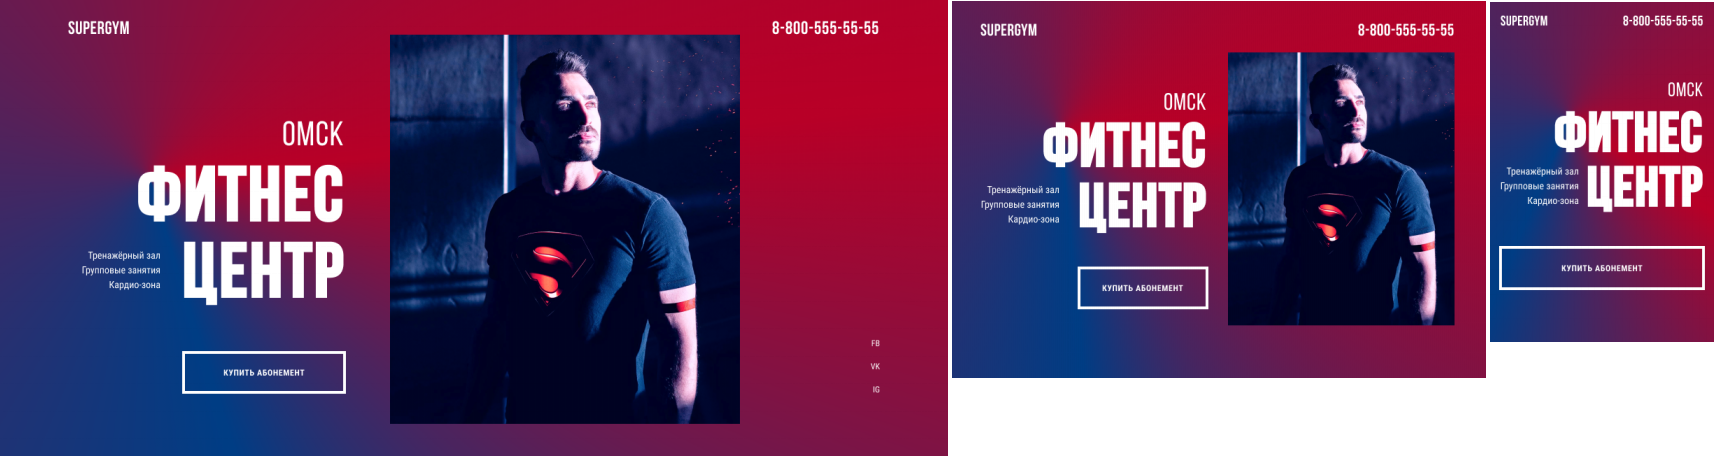 SUPERGYM
8-800-555-55-55
ОМСК
ФИТНЕС
ЦЕНТР
Тренажёрный зал
Групповые занятия
Кардио-зона
КУПИТЬ АБОНЕМЕНТ
FB
VK
IG
SUPERGYM
8-800-555-55-55
ОМСК
ФИТНЕС
ЦЕНТР
Тренажёрный зал
Групповые занятия
Кардио-зона
КУПИТЬ АБОНЕМЕНТ
SUPERGYM
8-800-555-55-55
ОМСК
ФИТНЕС
ЦЕНТР
Тренажёрный зал
Групповые занятия
Кардио-зона
КУПИТЬ АБОНЕМЕНТ